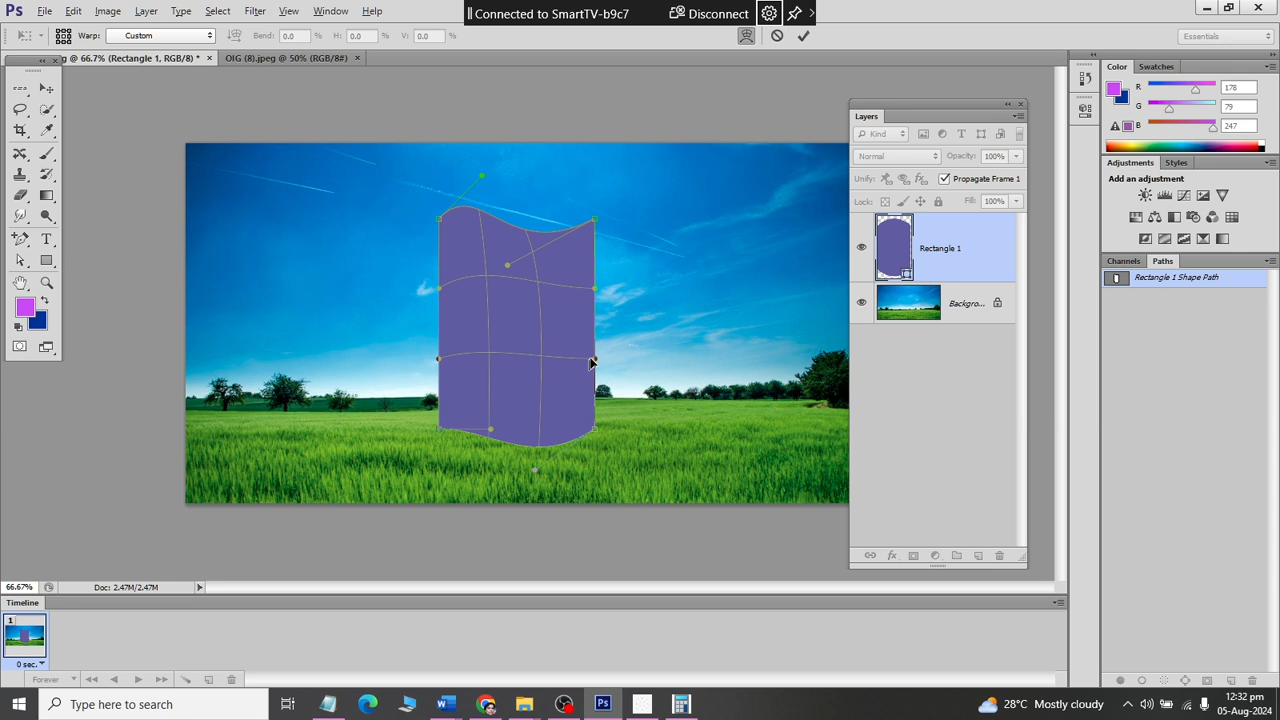 Ps File Edit Image Layer Type Select Filter View Window Help
Connected to SmartTV-b9c7 Disconnect
Warp: Custom Bend: 0.0 % H: 0.0 % V: 0.0 % Essentials
g @ 66.7% (Rectangle 1, RGB/8) * × OIG (8).jpeg @ 50% (RGB/8#) ×
Color Swatches
R 178
G 79
B 247
Layers
Kind
Normal Opacity: 100%
Unify: Propagate Frame 1
Lock: Fill: 100%
Rectangle 1
Backgro...
Adjustments Styles
Add an adjustment
Channels Paths
Rectangle 1 Shape Path
66.67% Doc: 2.47M/2.47M
Timeline
1
0 sec.
Forever
Type here to search
28°C Mostly cloudy
12:32 pm
05-Aug-2024